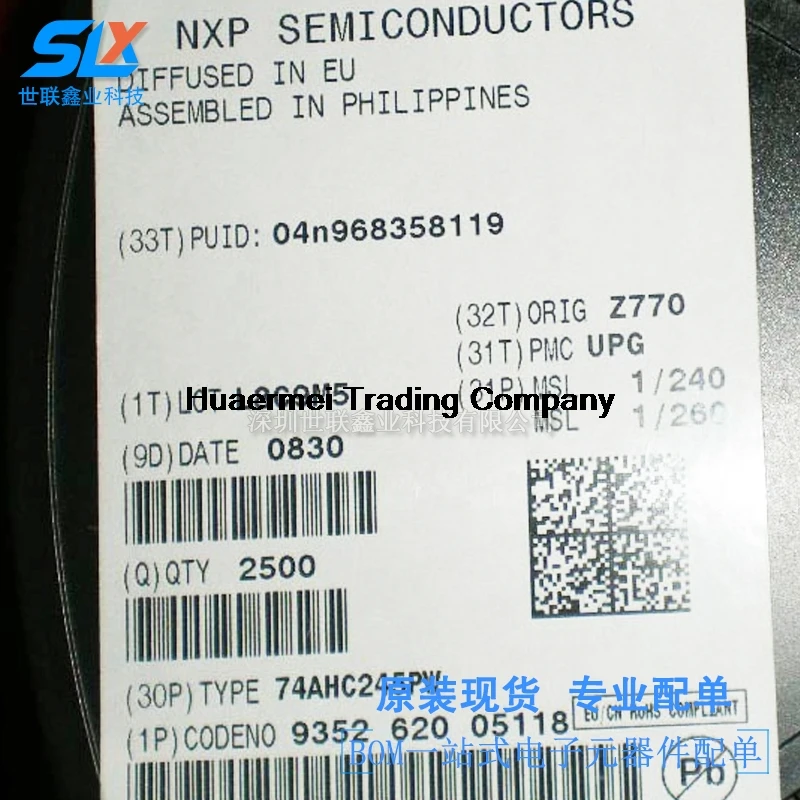 NXP SEMICONDUCTORS
SLX
DIFFUSED IN EU
世联鑫业科技
ASSEMBLED IN PHILIPPINES
(33T)PUID: 04n968358119
(32T)ORIG Z770
(31T)PMC UPG
(1T)LOT
(31P)MSL 1/240
Huaermei Trading Company
深圳世联鑫业科技有限公
MSL 1/260
(9D)DATE 0830
(Q)QTY 2500
(30P)TYPE 74AHC245PW
原装现货 专业配单
EU/CN ROHS COMPLIANT
(1P)CODENO 9352 620 05118
BOM一站式电子元器件配单
Pb